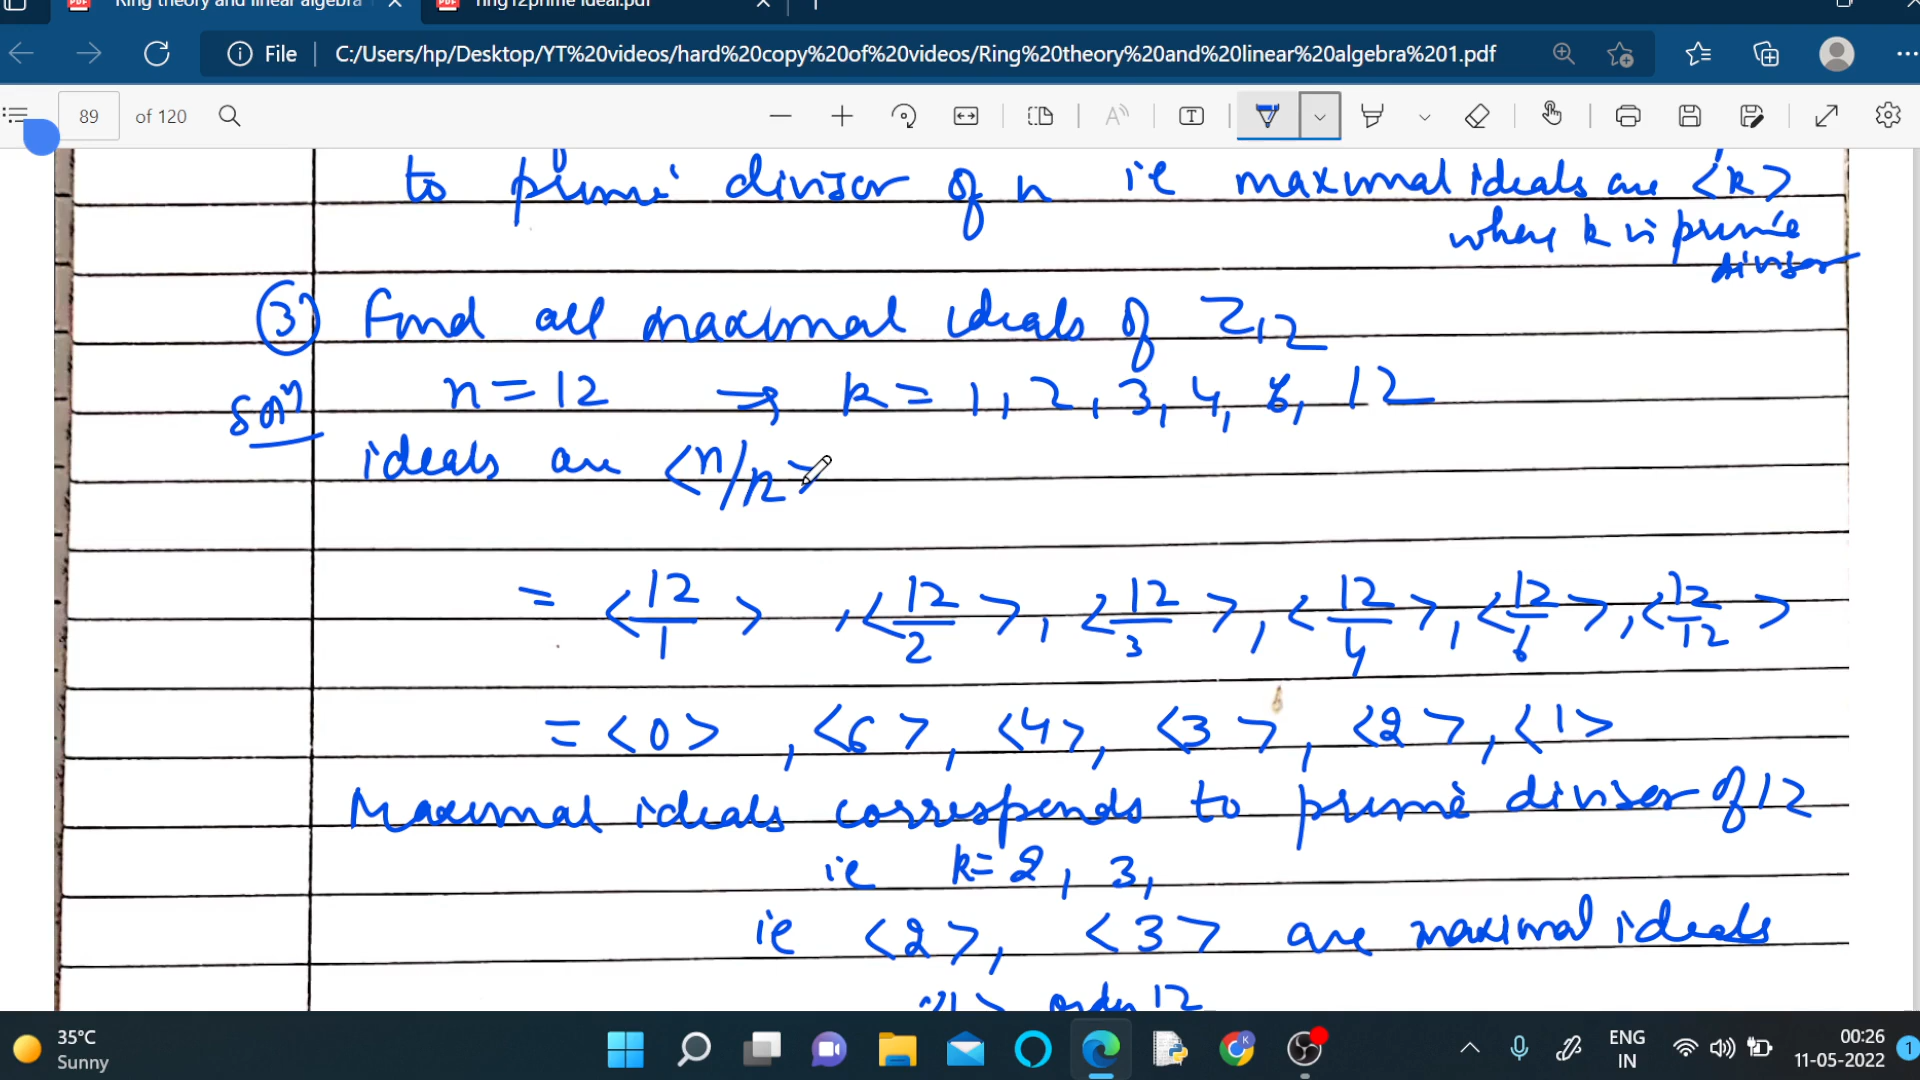 Ring theory and linear algebra
ring12prime ideal.pdf
File
C:/Users/hp/Desktop/YT%20videos/hard%20copy%20of%20videos/Ring%20theory%20and%20linear%20algebra%201.pdf
89 of 120
to prime divisor of n ie maximal ideals are <k>
where k is prime
divisor
③ Find all maximal ideals of Z12
Solⁿ n = 12 → k = 1, 2, 3, 4, 6, 12
ideals are <n/k>
= <12/1>, <12/2>, <12/3>, <12/4>, <12/6>, <12/12>
= <0>, <6>, <4>, <3>, <2>, <1>
Maximal ideals corresponds to prime divisor of 12
ie k = 2, 3,
ie <2>, <3> are maximal ideals
order 12
35°C
Sunny
ENG
IN
00:26
11-05-2022
1